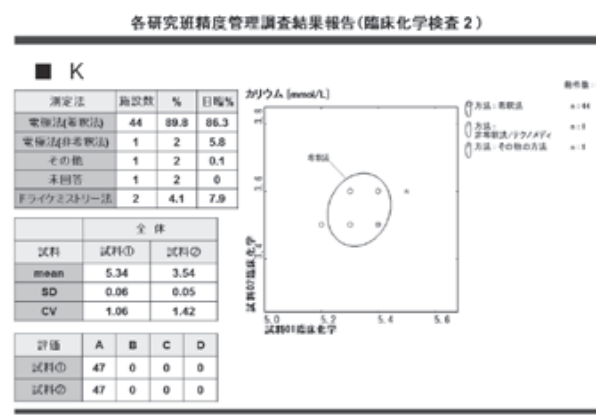 各研究班精度管理調査結果報告(臨床化学検査2)
■ K
測定法 施設数 % 日臨%
電極法(希釈法) 44 89.8 86.3
電極法(非希釈法) 1 2 5.8
その他 1 2 0.1
未回答 1 2 0
ドライケミストリー法 2 4.1 7.9
全体
試料 試料① 試料②
mean 5.34 3.54
SD 0.06 0.05
CV 1.06 1.42
評価 A B C D
試料① 47 0 0 0
試料② 47 0 0 0
カリウム [mmol/L]
方法:希釈法 n:44
方法:
非希釈法/テクノメディ n:1
方法:その他の方法 n:1
希釈法
3.8
3.6
3.4
試料02臨床化学
5.0 5.2 5.4 5.6
試料01臨床化学